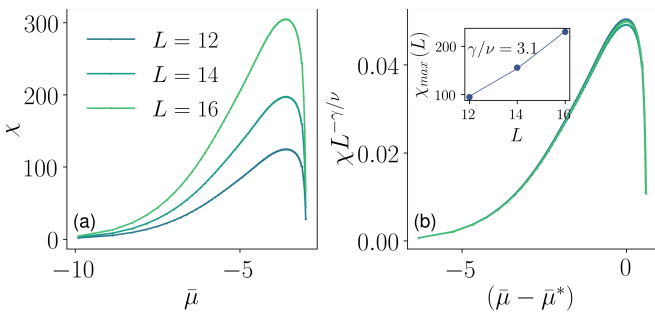 300
200
100
0
χ
L = 12
L = 14
L = 16
(a)
−10
−5
μ̄
0.04
0.02
0.00
χL^{−γ/ν}
(b)
−5
0
(μ̄ − μ̄*)
200
100
χ_{max}(L)
γ/ν = 3.1
12
14
16
L